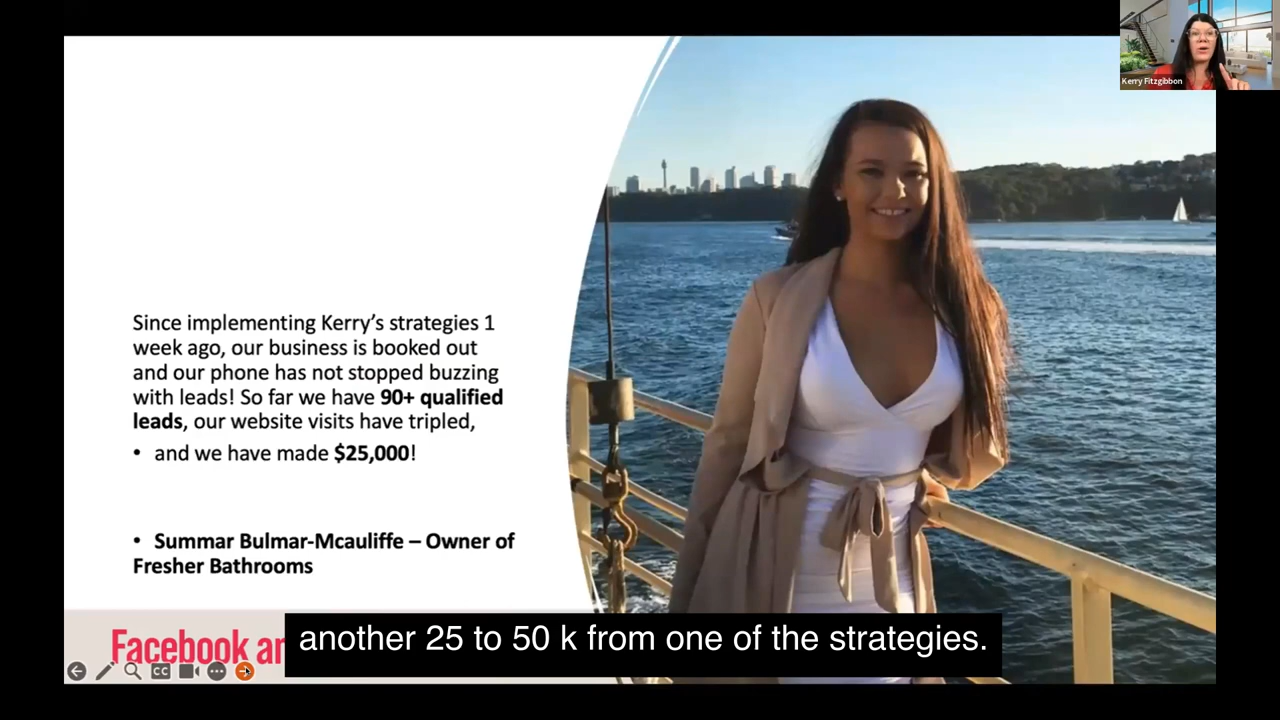 Kerry Fitzgibbon
Since implementing Kerry's strategies 1
week ago, our business is booked out
and our phone has not stopped buzzing
with leads! So far we have 90+ qualified
leads, our website visits have tripled,
• and we have made $25,000!
• Summar Bulmar-Mcauliffe – Owner of
Fresher Bathrooms
Facebook an
CC
another 25 to 50 k from one of the strategies.